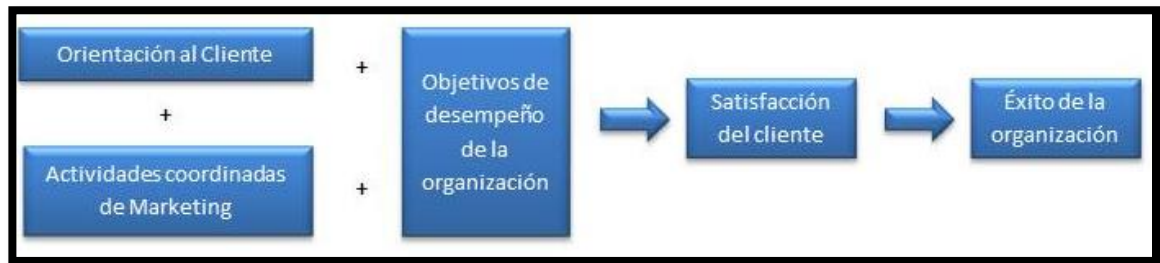 Orientación al Cliente
+
+
Actividades coordinadas
de Marketing
+
Objetivos de
desempeño
de la
organización
Satisfacción
del cliente
Éxito de la
organización